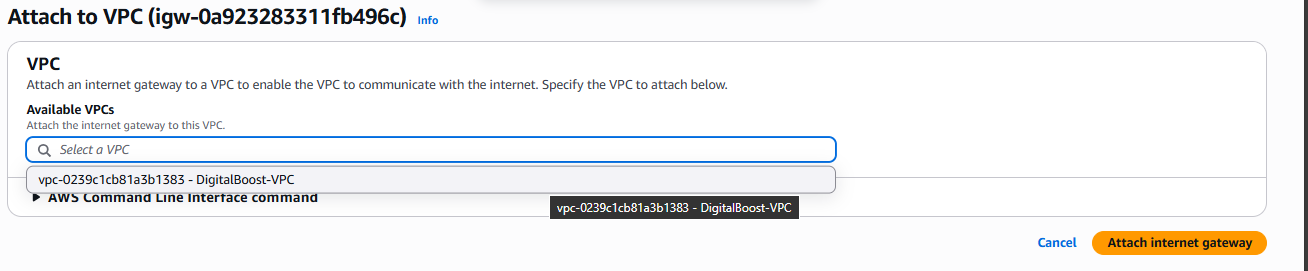 Attach to VPC (igw-0a923283311fb496c) Info
VPC
Attach an internet gateway to a VPC to enable the VPC to communicate with the internet. Specify the VPC to attach below.
Available VPCs
Attach the internet gateway to this VPC.
Select a VPC
vpc-0239c1cb81a3b1383 - DigitalBoost-VPC
AWS Command Line Interface command
vpc-0239c1cb81a3b1383 - DigitalBoost-VPC
Cancel Attach internet gateway